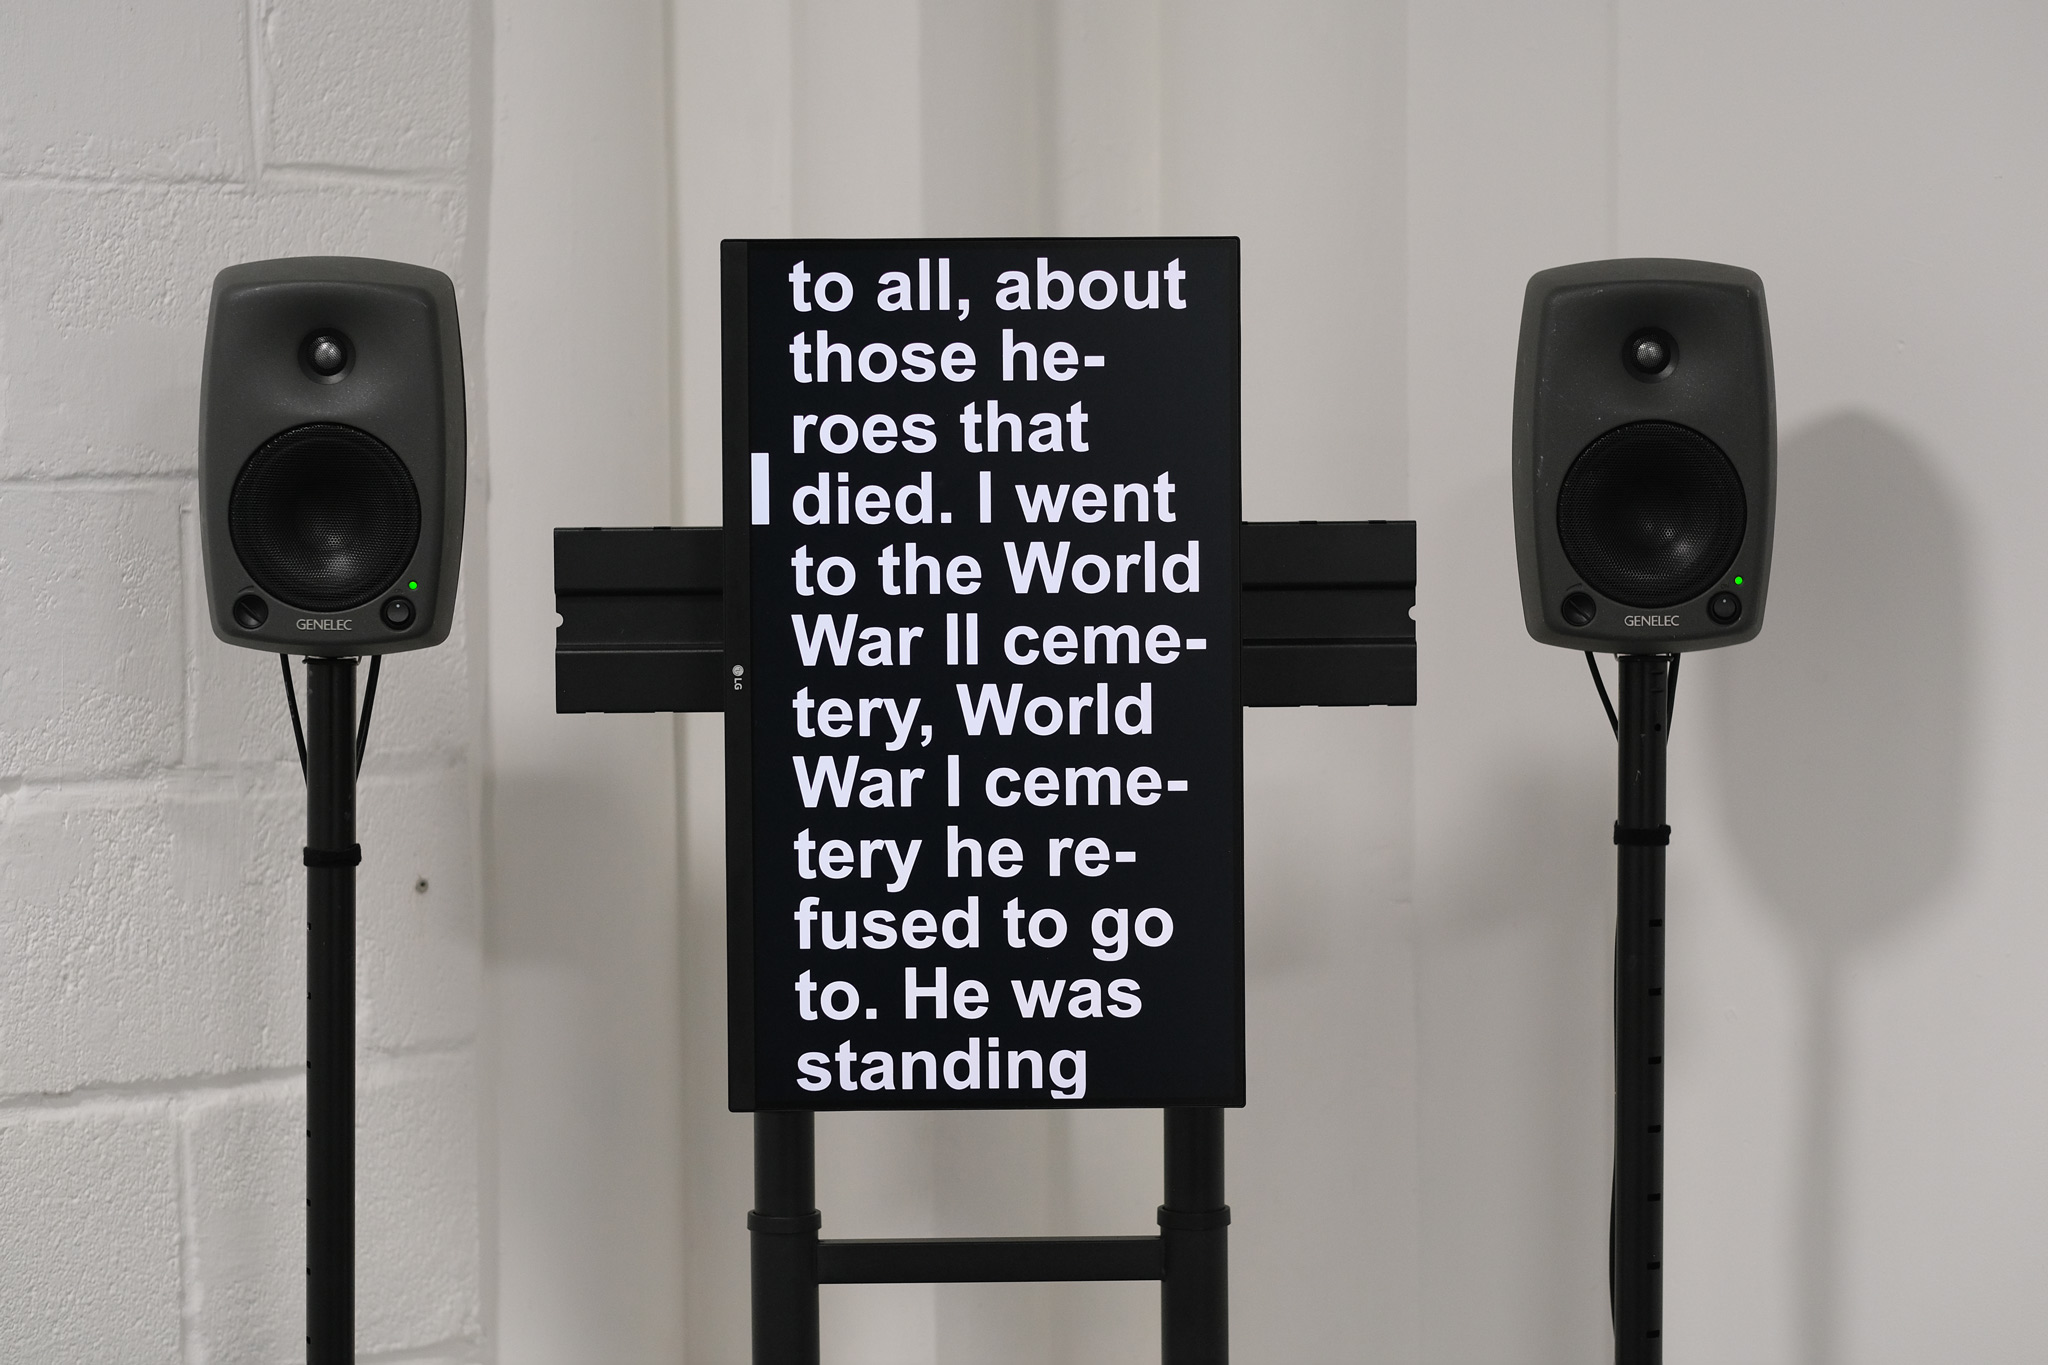 to all, about
those he-
roes that
died. I went
to the World
War II ceme-
tery, World
War I ceme-
tery he re-
fused to go
to. He was
standing
LG
GENELEC
GENELEC